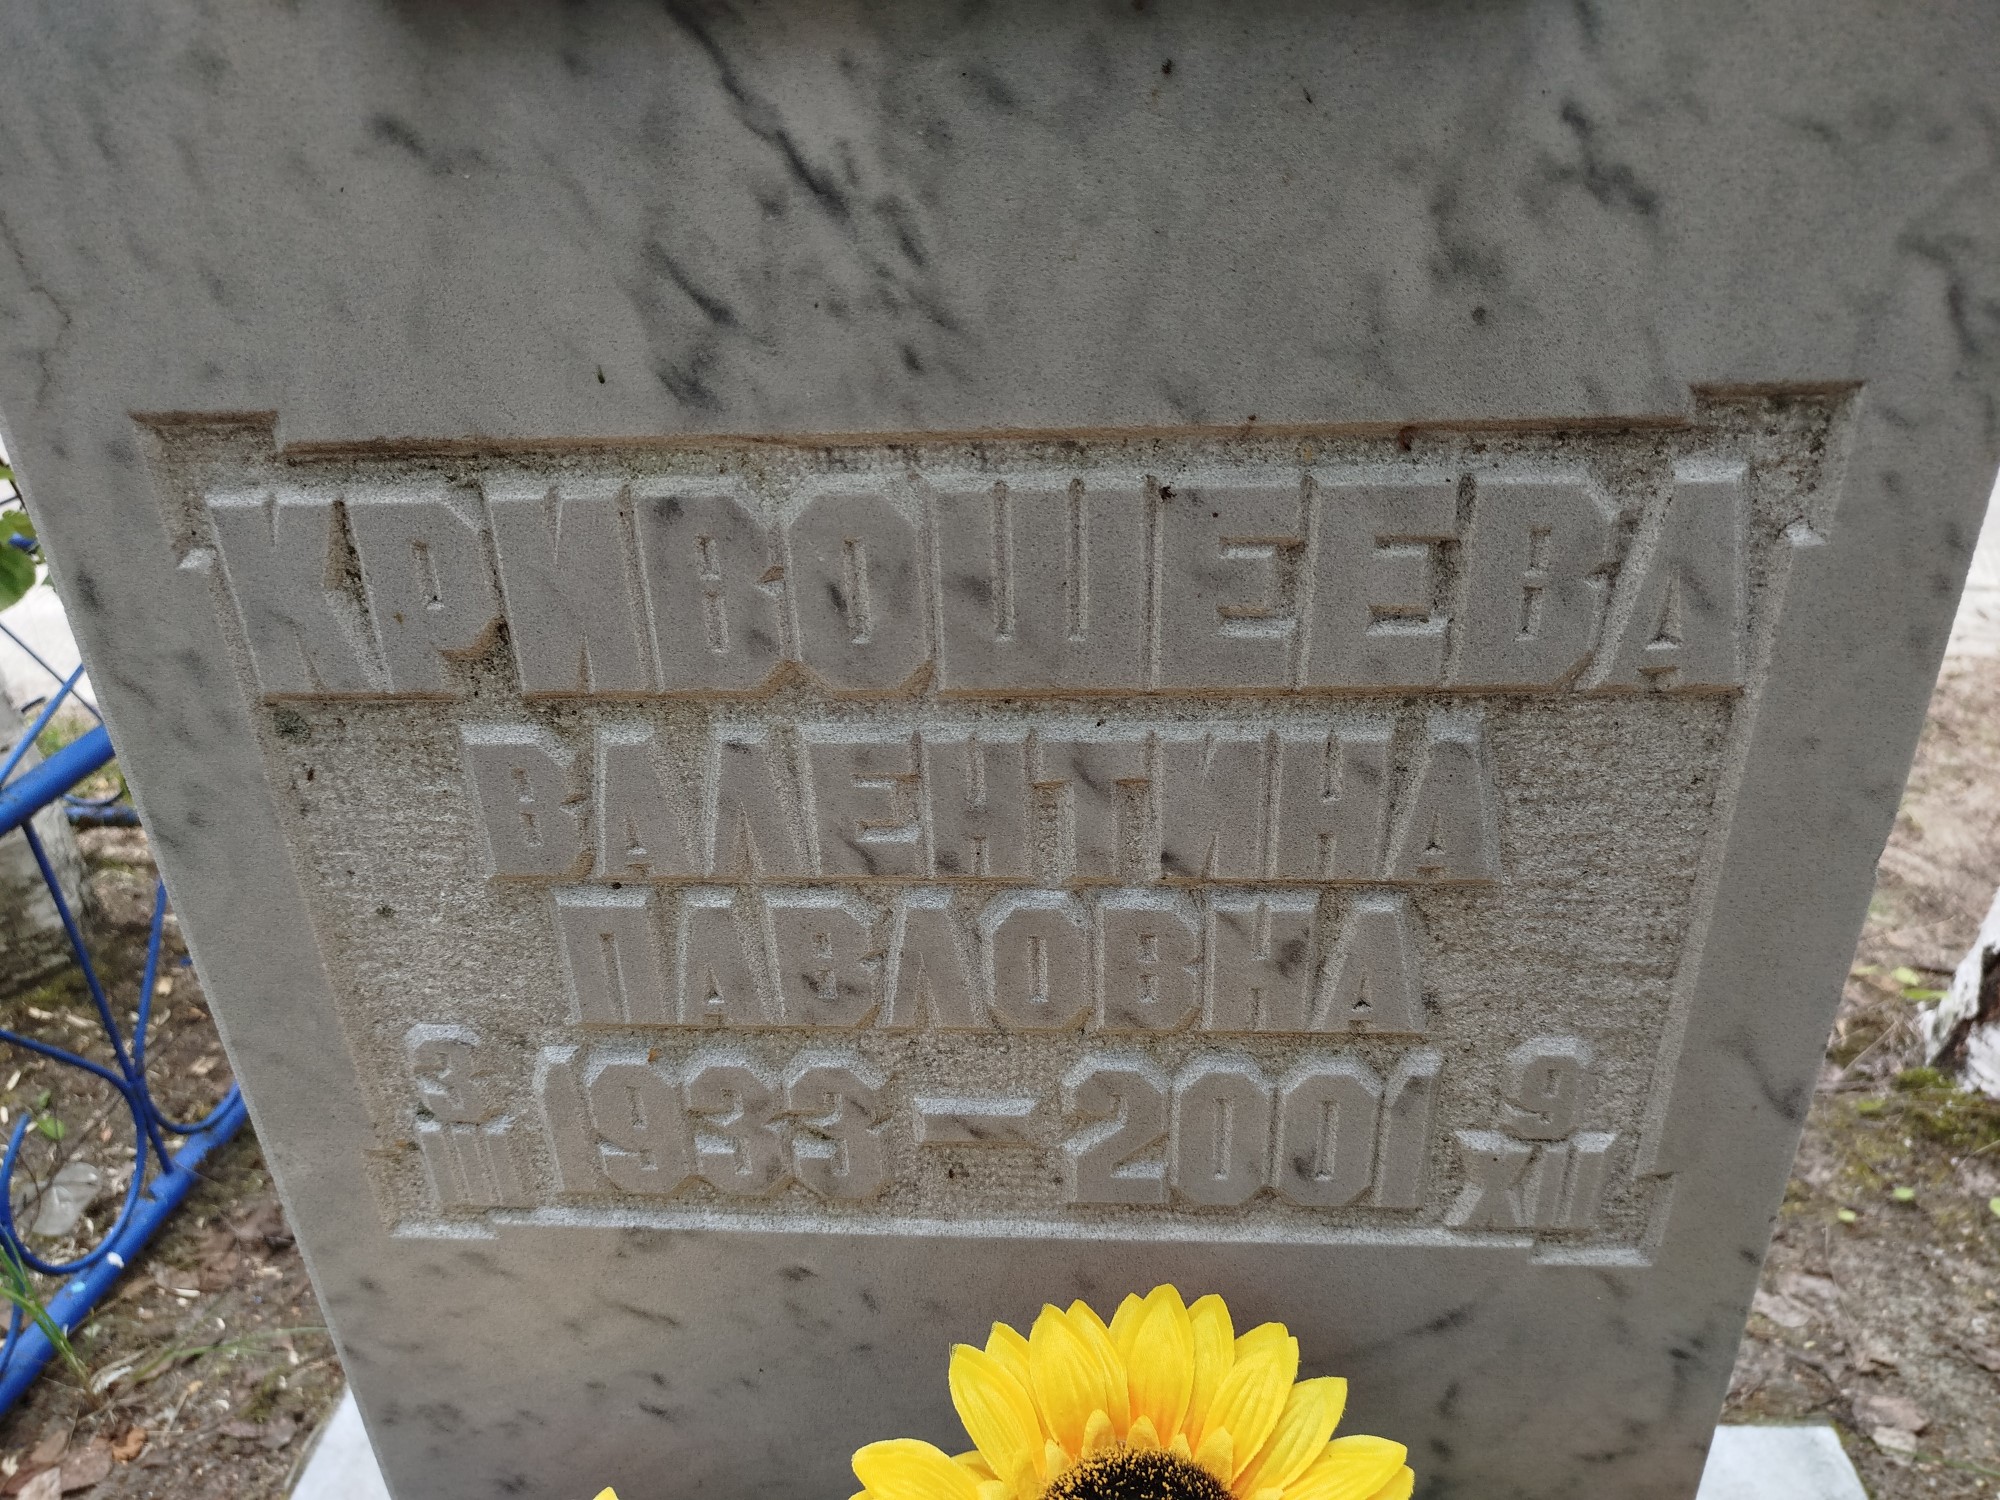 КРИВОШЕЕВА
ВАЛЕНТИНА
ПАВЛОВНА
3 III 1933 — 2001 9 XII